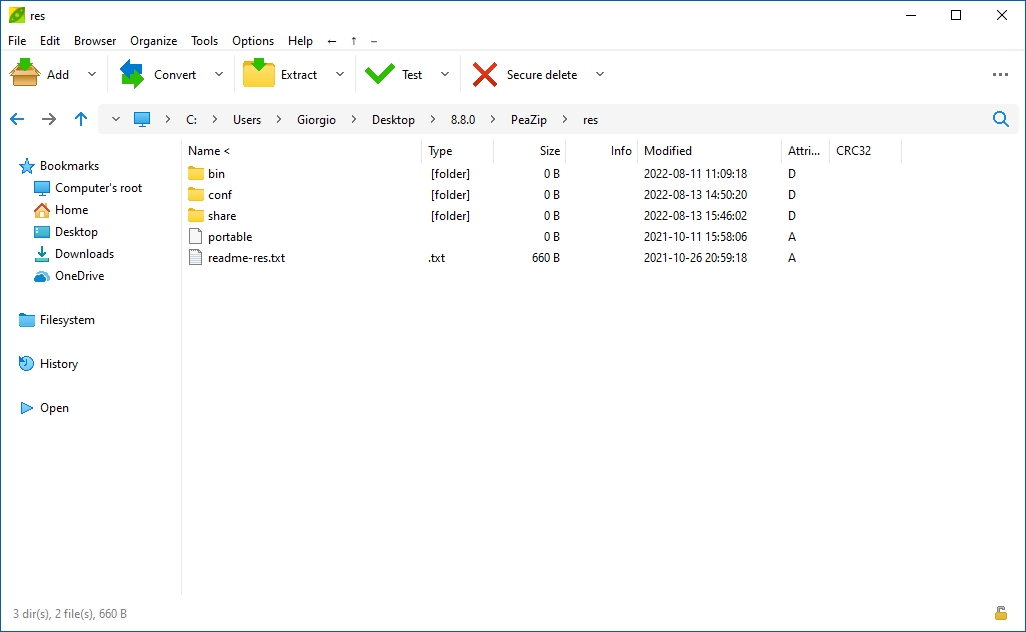 res
File Edit Browser Organize Tools Options Help ← ↑ –
Add Convert Extract Test Secure delete ...
C: > Users > Giorgio > Desktop > 8.8.0 > PeaZip > res
Bookmarks
Computer's root
Home
Desktop
Downloads
OneDrive
Filesystem
History
Open
Name < Type Size Info Modified Attri... CRC32
bin [folder] 0 B 2022-08-11 11:09:18 D
conf [folder] 0 B 2022-08-13 14:50:20 D
share [folder] 0 B 2022-08-13 15:46:02 D
portable 0 B 2021-10-11 15:58:06 A
readme-res.txt .txt 660 B 2021-10-26 20:59:18 A
3 dir(s), 2 file(s), 660 B